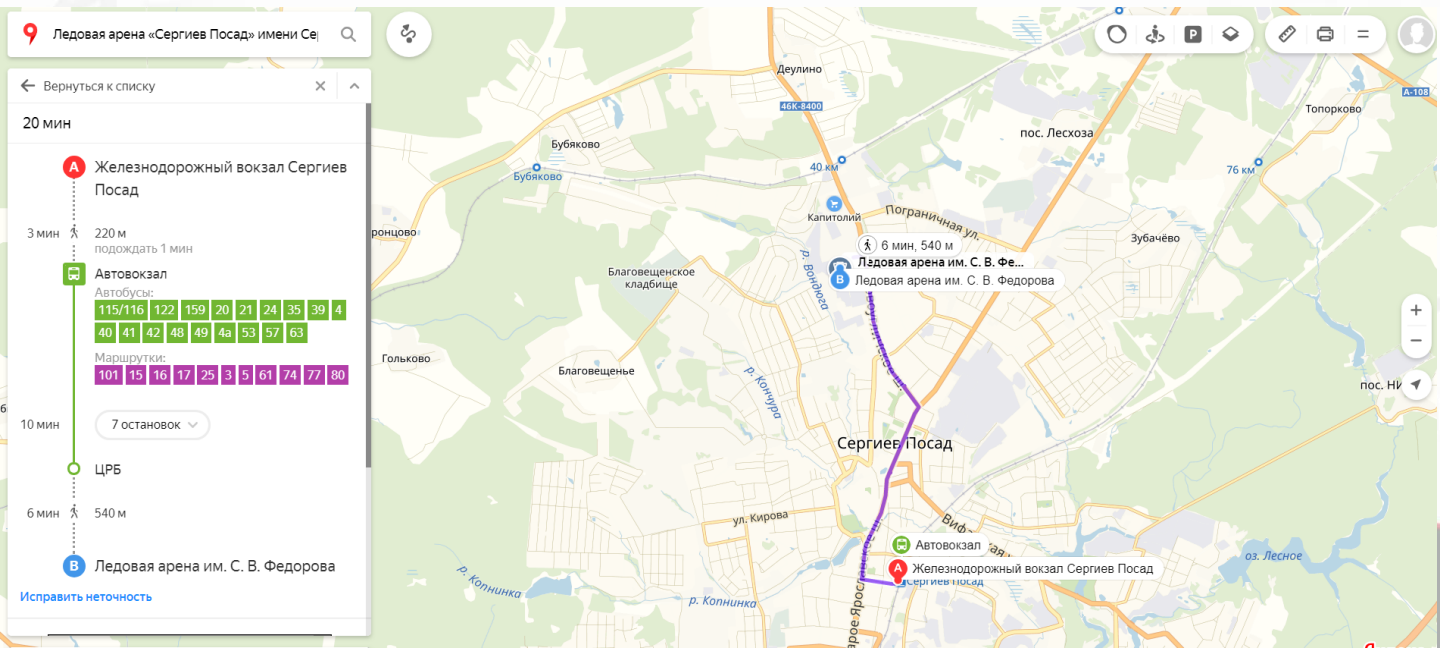 Ледовая арена «Сергиев Посад» имени Сер
Вернуться к списку
20 мин
A
Железнодорожный вокзал Сергиев
Посад
3 мин
220 м
подождать 1 мин
Автовокзал
Автобусы:
115/116 122 159 20 21 24 35 39 4
40 41 42 48 49 4а 53 57 63
Маршрутки:
101 15 16 17 25 3 5 61 74 77 80
10 мин
7 остановок
ЦРБ
6 мин
540 м
B
Ледовая арена им. С. В. Федорова
Исправить неточность
P
Деулино
46К-8400
А-108
Топорково
пос. Лесхоза
Бубяково
Бубяково
40 км
76 км
Капитолий
Пограничная ул.
ронцово
Зубачёво
6 мин, 540 м
Ледовая арена им. С. В. Фе...
B
Ледовая арена им. С. В. Федорова
Благовещенское
кладбище
р. Вондюга
Гольково
Благовещенье
р. Кончура
пос. НИ
Сергиев Посад
ул. Кирова
Вифанская
Автовокзал
A
Железнодорожный вокзал Сергиев Посад
Сергиев Посад
оз. Лесное
р. Копнинка
р. Копнинка